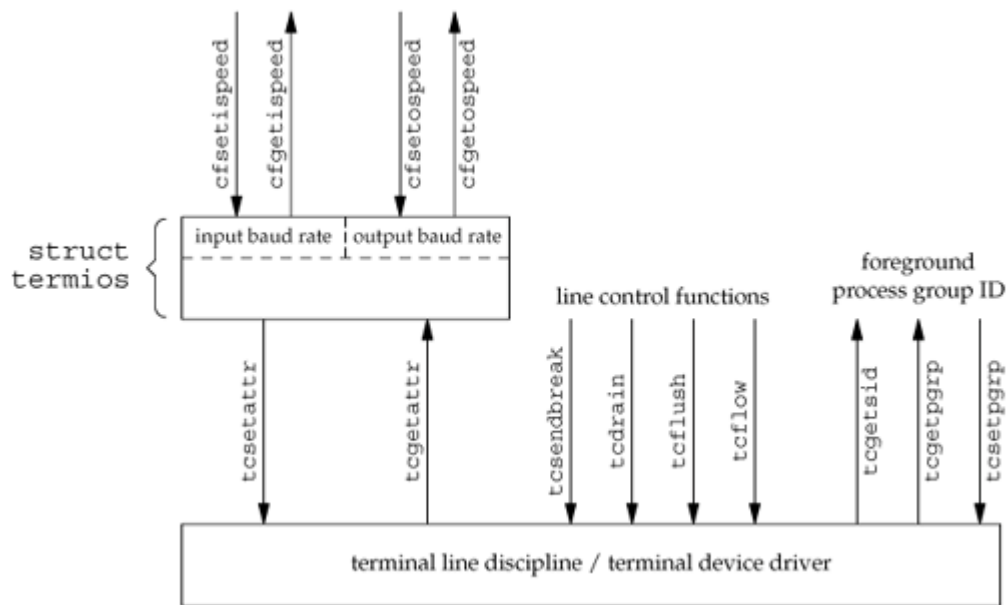 cfsetispeed
cfgetispeed
cfsetospeed
cfgetospeed
struct
termios
input baud rate
output baud rate
line control functions
foreground
process group ID
tcsetattr
tcgetattr
tcsendbreak
tcdrain
tcflush
tcflow
tcgetsid
tcgetpgrp
tcsetpgrp
terminal line discipline / terminal device driver